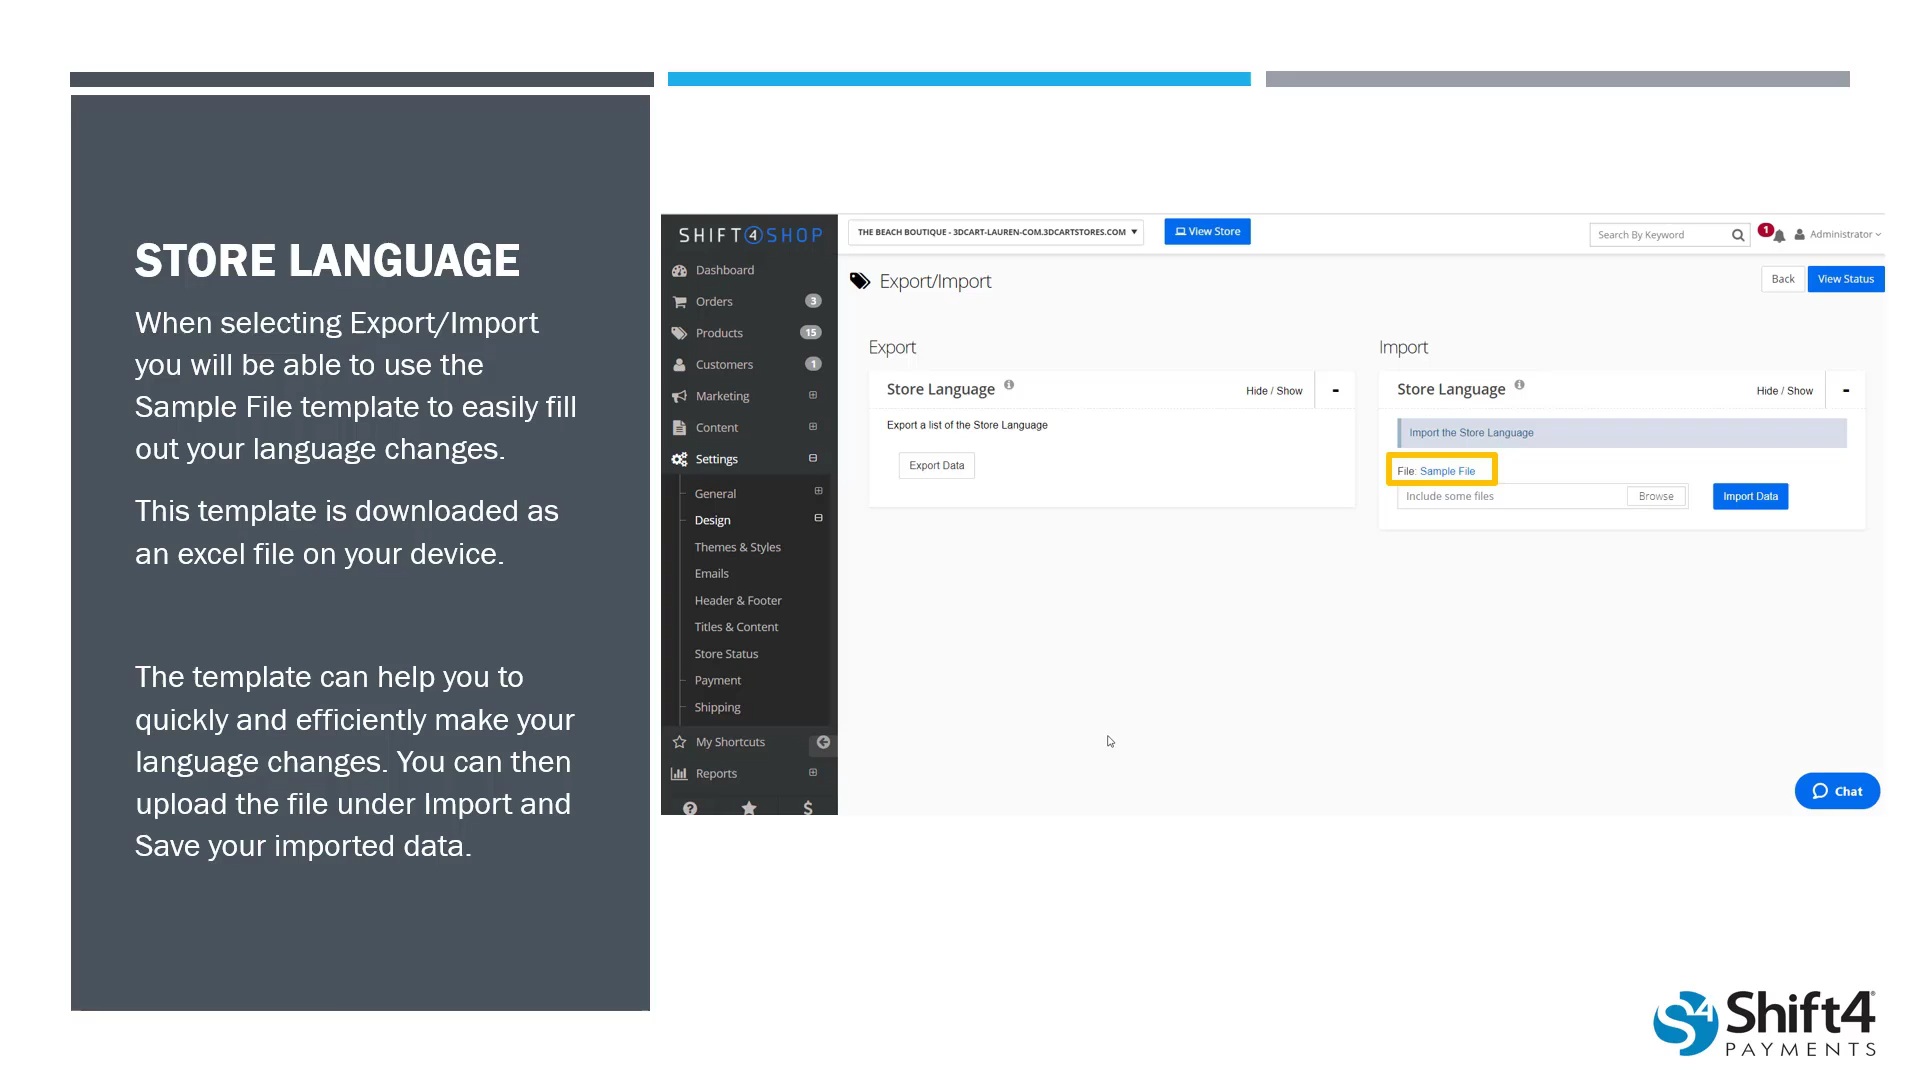 STORE LANGUAGE
When selecting Export/Import
you will be able to use the
Sample File template to easily fill
out your language changes.
This template is downloaded as
an excel file on your device.
The template can help you to
quickly and efficiently make your
language changes. You can then
upload the file under Import and
Save your imported data.
SHIFT4SHOP
THE BEACH BOUTIQUE - 3DCART-LAUREN-COM.3DCARTSTORES.COM
View Store
Search By Keyword
1
Administrator
Dashboard
Orders 3
Products 15
Customers 1
Marketing
Content
Settings
General
Design
Themes & Styles
Emails
Header & Footer
Titles & Content
Store Status
Payment
Shipping
My Shortcuts
Reports
Export/Import
Back
View Status
Export
Store Language
Hide / Show
-
Export a list of the Store Language
Export Data
Import
Store Language
Hide / Show
-
Import the Store Language
File: Sample File
Include some files
Browse
Import Data
Chat
S4 Shift4®
PAYMENTS